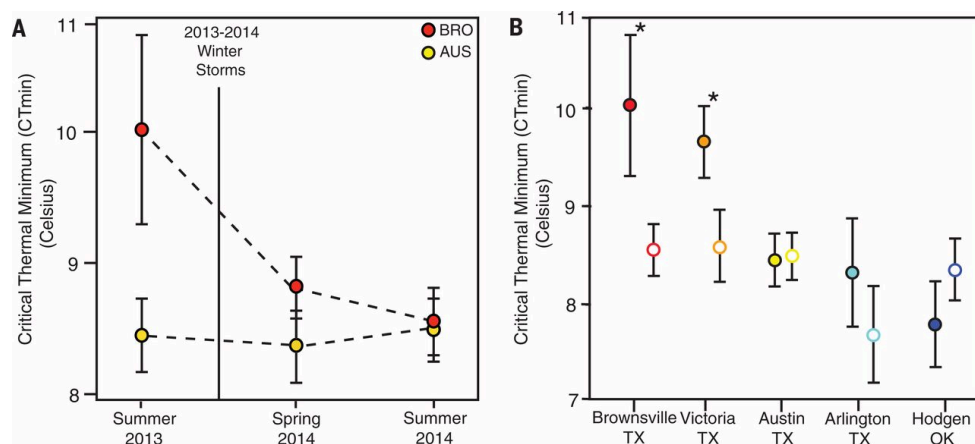 A
2013-2014
Winter
Storms
BRO
AUS
Critical Thermal Minimum (CTmin)
(Celsius)
11
10
9
8
Summer
2013
Spring
2014
Summer
2014
B
*
*
Critical Thermal Minimum (CTmin)
(Celsius)
11
10
9
8
7
Brownsville
TX
Victoria
TX
Austin
TX
Arlington
TX
Hodgen
OK